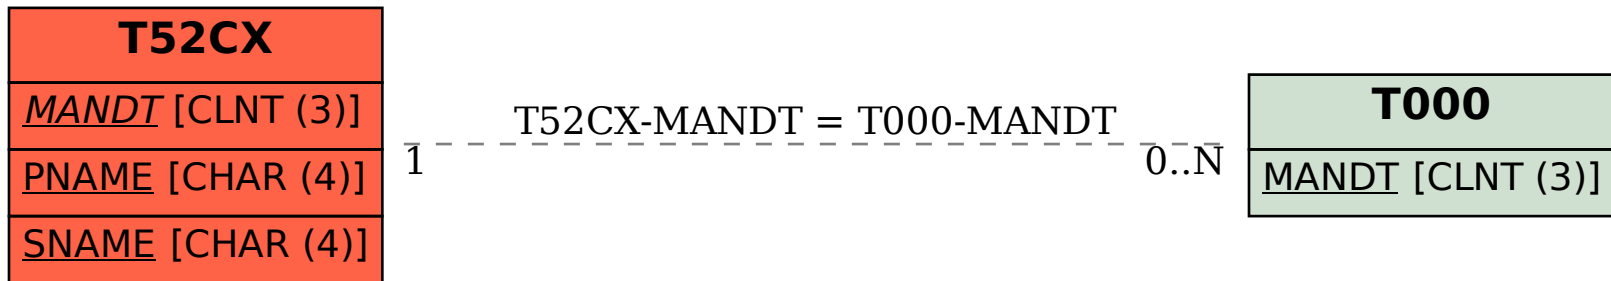 T52CX
MANDT [CLNT (3)]
PNAME [CHAR (4)]
SNAME [CHAR (4)]
T52CX-MANDT = T000-MANDT
1
0..N
T000
MANDT [CLNT (3)]